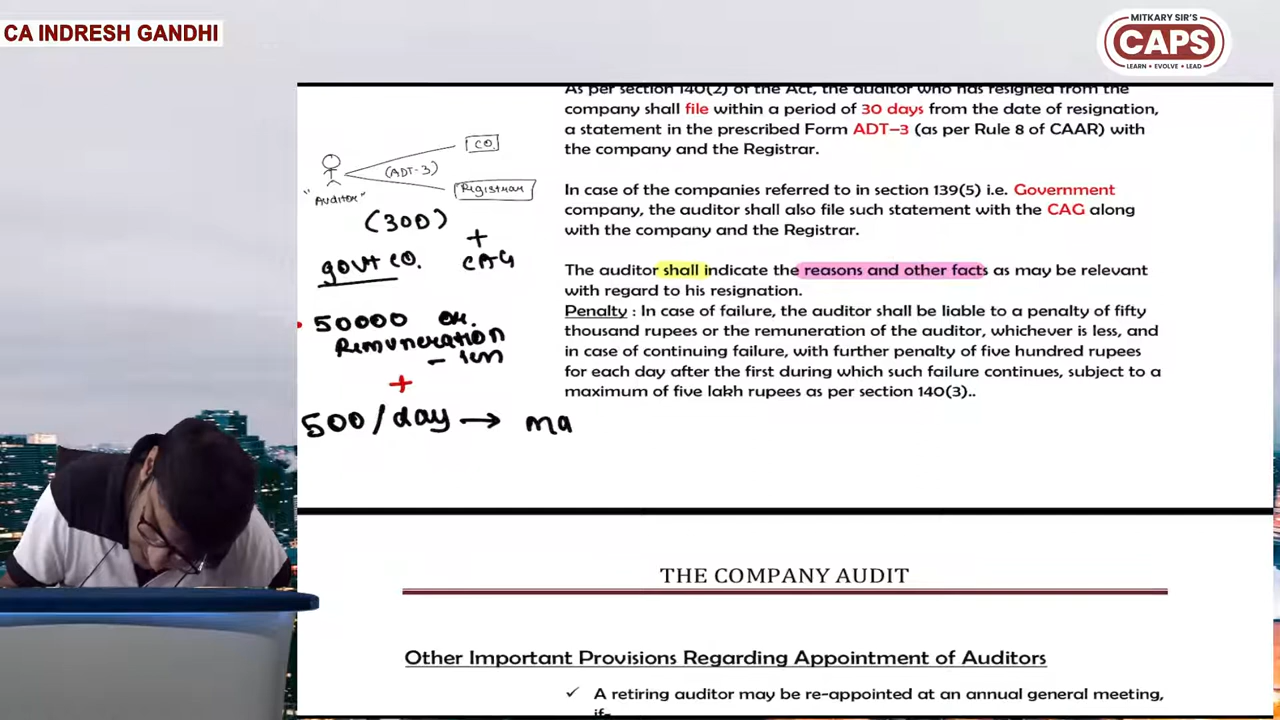 CA INDRESH GANDHI
MITKARY SIR'S
CAPS
LEARN • EVOLVE • LEAD
As per section 140(2) of the Act, the auditor who has resigned from the
company shall file within a period of 30 days from the date of resignation,
a statement in the prescribed Form ADT–3 (as per Rule 8 of CAAR) with
the company and the Registrar.
In case of the companies referred to in section 139(5) i.e. Government
company, the auditor shall also file such statement with the CAG along
with the company and the Registrar.
The auditor shall indicate the reasons and other facts as may be relevant
with regard to his resignation.
Penalty : In case of failure, the auditor shall be liable to a penalty of fifty
thousand rupees or the remuneration of the auditor, whichever is less, and
in case of continuing failure, with further penalty of five hundred rupees
for each day after the first during which such failure continues, subject to a
maximum of five lakh rupees as per section 140(3)..
CO.
(ADT-3)
Registrar
"Auditor"
(30D)
+
govt CO. CAG
50000 or.
Remuneration
- less
+
500/day → ma
THE COMPANY AUDIT
Other Important Provisions Regarding Appointment of Auditors
✓ A retiring auditor may be re-appointed at an annual general meeting,
if-